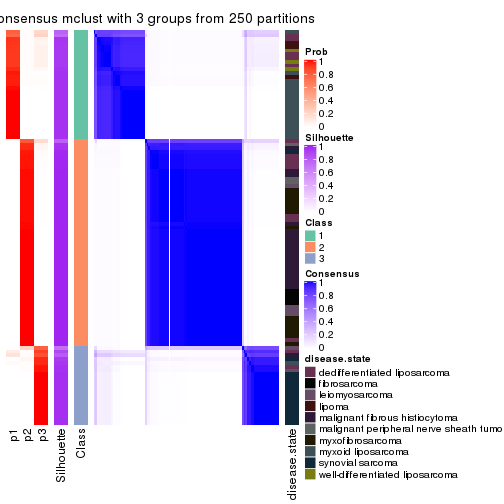 onsensus mclust with 3 groups from 250 partitions
Prob
1
0.8
0.6
0.4
0.2
0
Silhouette
1
0.8
0.6
0.4
0.2
0
Class
1
2
3
Consensus
1
0.8
0.6
0.4
0.2
0
disease.state
dedifferentiated liposarcoma
fibrosarcoma
leiomyosarcoma
lipoma
malignant fibrous histiocytoma
malignant peripheral nerve sheath tumo
myxofibrosarcoma
myxoid liposarcoma
synovial sarcoma
well-differentiated liposarcoma
p1
p2
p3
Silhouette
Class
disease.state